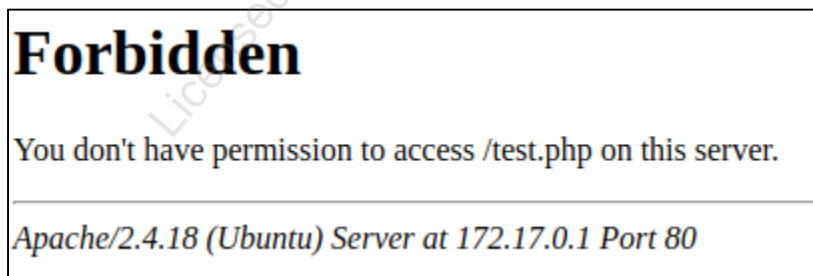 Licensed
Forbidden
You don't have permission to access /test.php on this server.
Apache/2.4.18 (Ubuntu) Server at 172.17.0.1 Port 80